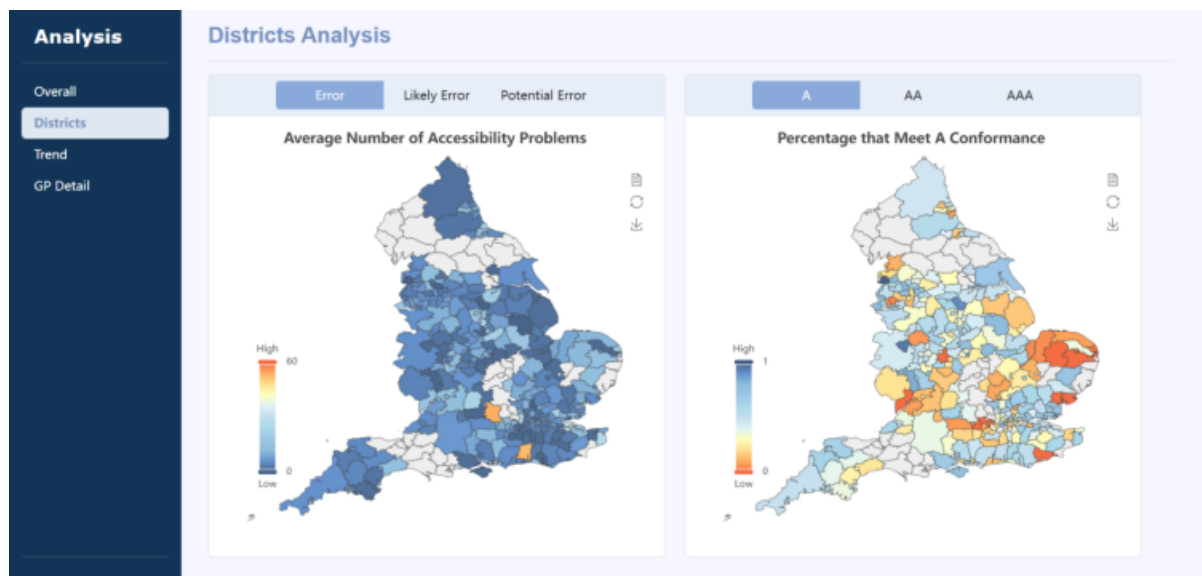 Analysis
Overall
Districts
Trend
GP Detail
Districts Analysis
Error Likely Error Potential Error
Average Number of Accessibility Problems
High
60
0
Low
A AA AAA
Percentage that Meet A Conformance
High
1
0
Low